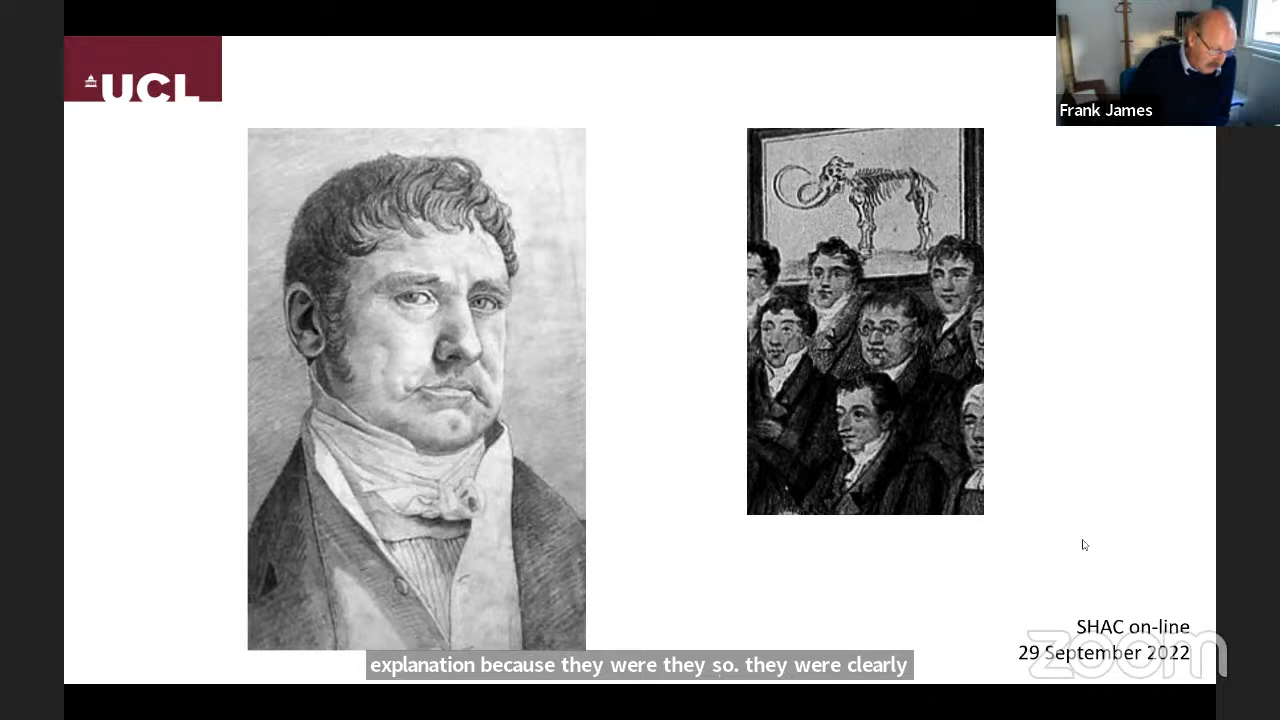 UCL
Frank James
SHAC on-line
29 September 2022
zoom
explanation because they were they so. they were clearly